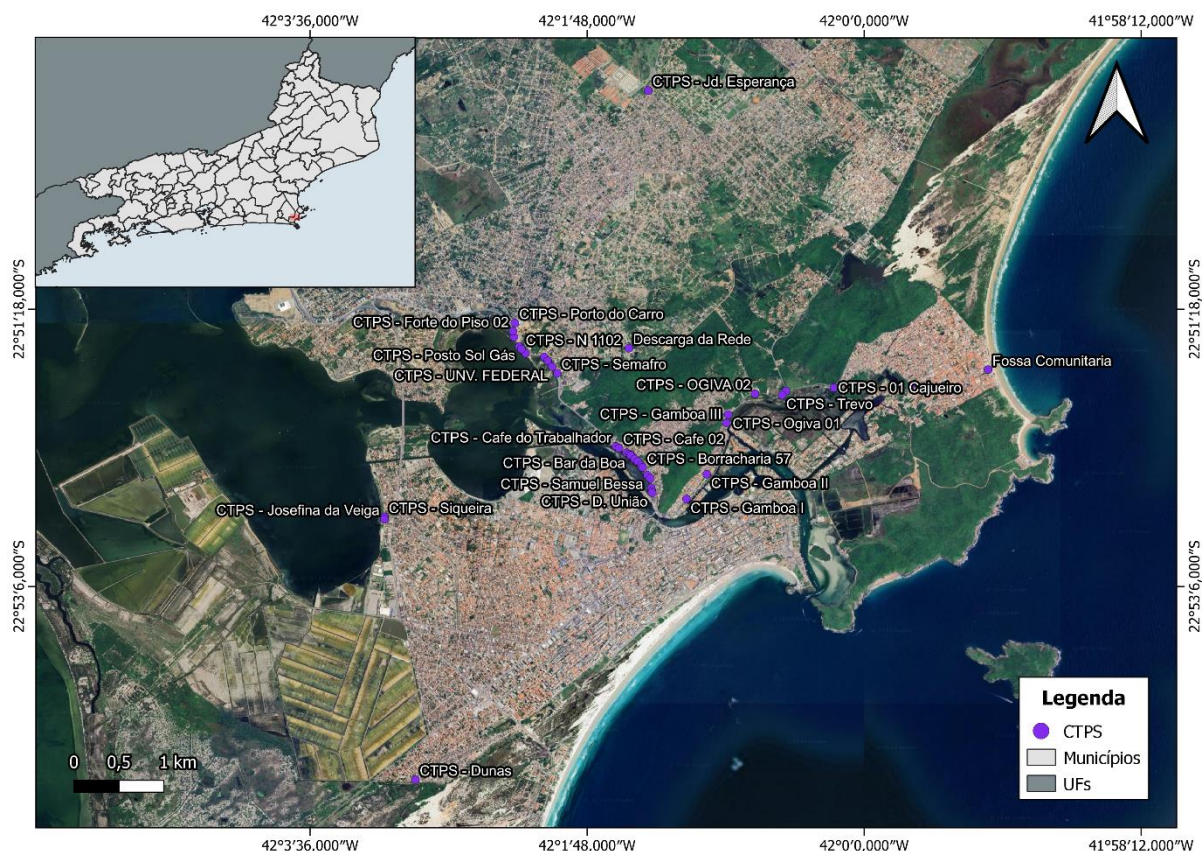 42°3'36,000"W
42°1'48,000"W
42°0'0,000"W
41°58'12,000"W
CTPS - Jd. Esperança
22°51'18,000"S
22°51'18,000"S
CTPS - Porto do Carro
CTPS - Forte do Piso 02
CTPS - N 1102
Descarga da Rede
CTPS - Posto Sol Gás
CTPS - Semafro
Fossa Comunitaria
CTPS - UNV. FEDERAL
CTPS - OGIVA 02
CTPS - 01 Cajueiro
CTPS - Trevo
CTPS - Gamboa III
CTPS - Ogiva 01
CTPS - Cafe do Trabalhador
CTPS - Cafe 02
CTPS - Bar da Boa
CTPS - Borracharia 57
CTPS - Samuel Bessa
CTPS - Gamboa II
CTPS - D. União
CTPS - Gamboa I
CTPS - Josefina da Veiga
CTPS - Siqueira
22°53'6,000"S
22°53'6,000"S
CTPS - Dunas
0 0,5 1 km
Legenda
CTPS
Municípios
UFs
42°3'36,000"W
42°1'48,000"W
42°0'0,000"W
41°58'12,000"W